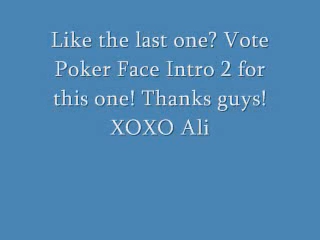 Like the last one? Vote
Poker Face Intro 2 for
this one! Thanks guys!
XOXO Ali